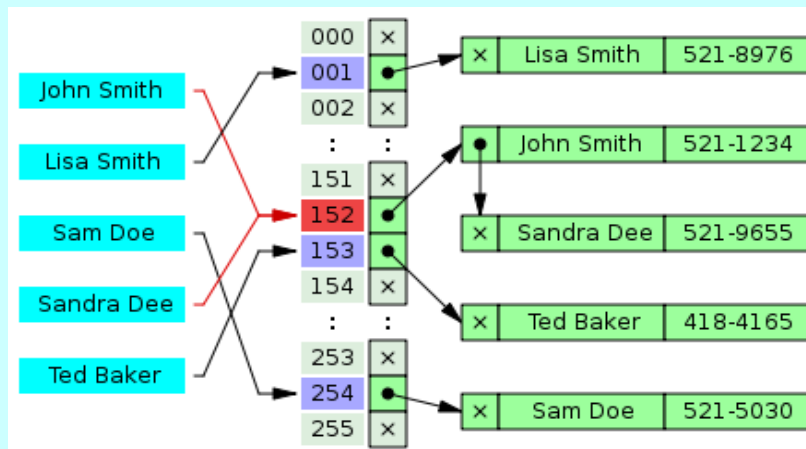 John Smith
Lisa Smith
Sam Doe
Sandra Dee
Ted Baker
000 ×
001
002 ×
: :
151 ×
152
153
154 ×
: :
253 ×
254
255 ×
× Lisa Smith 521-8976
John Smith 521-1234
× Sandra Dee 521-9655
× Ted Baker 418-4165
× Sam Doe 521-5030